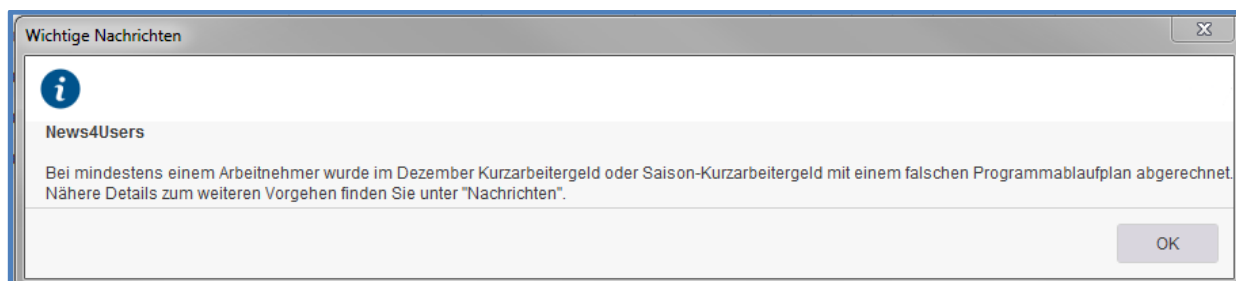 Wichtige Nachrichten
News4Users
Bei mindestens einem Arbeitnehmer wurde im Dezember Kurzarbeitergeld oder Saison-Kurzarbeitergeld mit einem falschen Programmablaufplan abgerechnet.
Nähere Details zum weiteren Vorgehen finden Sie unter "Nachrichten".
OK